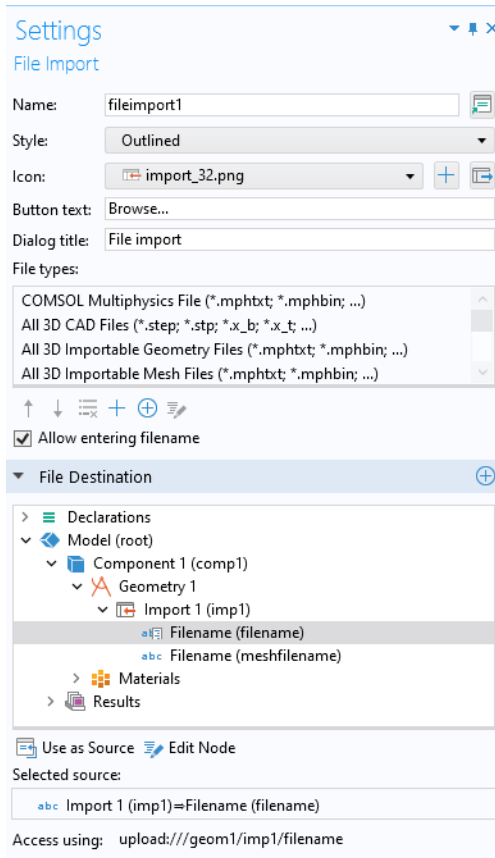 Settings
File Import
Name: fileimport1
Style: Outlined
Icon: import_32.png
Button text: Browse...
Dialog title: File import
File types:
COMSOL Multiphysics File (*.mphtxt; *.mphbin; ...)
All 3D CAD Files (*.step; *.stp; *.x_b; *.x_t; ...)
All 3D Importable Geometry Files (*.mphtxt; *.mphbin; ...)
All 3D Importable Mesh Files (*.mphtxt; *.mphbin; ...)
Allow entering filename
File Destination
Declarations
Model (root)
Component 1 (comp1)
Geometry 1
Import 1 (imp1)
Filename (filename)
abc Filename (meshfilename)
Materials
Results
Use as Source Edit Node
Selected source:
abc Import 1 (imp1)⇒Filename (filename)
Access using: upload:///geom1/imp1/filename